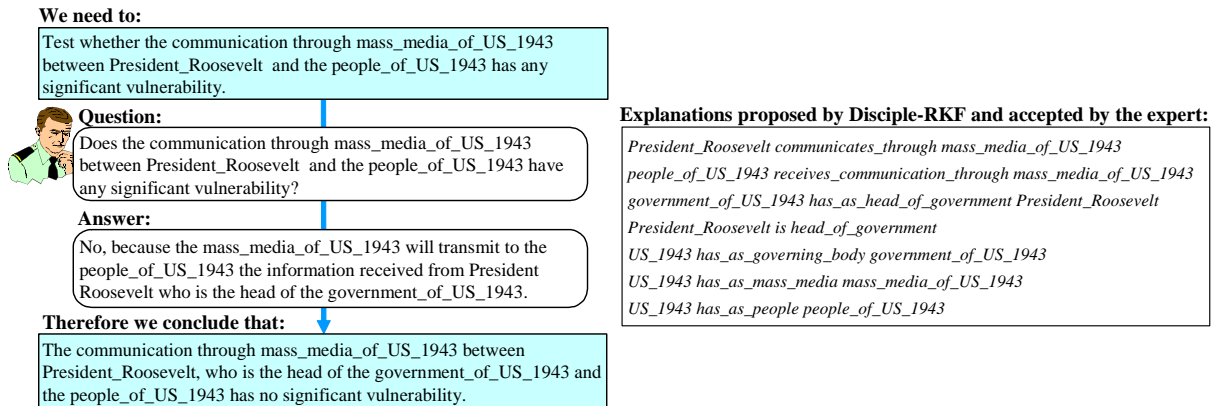 We need to:
Test whether the communication through mass_media_of_US_1943
between President_Roosevelt and the people_of_US_1943 has any
significant vulnerability.
Question:
Does the communication through mass_media_of_US_1943
between President_Roosevelt and the people_of_US_1943 have
any significant vulnerability?
Answer:
No, because the mass_media_of_US_1943 will transmit to the
people_of_US_1943 the information received from President
Roosevelt who is the head of the government_of_US_1943.
Therefore we conclude that:
The communication through mass_media_of_US_1943 between
President_Roosevelt, who is the head of the government_of_US_1943 and
the people_of_US_1943 has no significant vulnerability.
Explanations proposed by Disciple-RKF and accepted by the expert:
President_Roosevelt communicates_through mass_media_of_US_1943
people_of_US_1943 receives_communication_through mass_media_of_US_1943
government_of_US_1943 has_as_head_of_government President_Roosevelt
President_Roosevelt is head_of_government
US_1943 has_as_governing_body government_of_US_1943
US_1943 has_as_mass_media mass_media_of_US_1943
US_1943 has_as_people people_of_US_1943